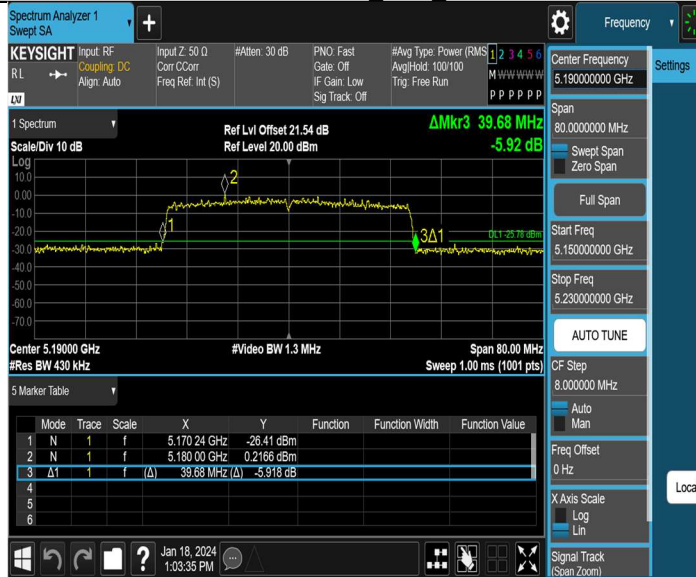 Spectrum Analyzer 1
Swept SA
+
Frequency
KEYSIGHT
RL
LXI
Input: RF
Coupling: DC
Align: Auto
Input Z: 50 Ω
Corr CCorr
Freq Ref: Int (S)
#Atten: 30 dB
PNO: Fast
Gate: Off
IF Gain: Low
Sig Track: Off
#Avg Type: Power (RMS
Avg|Hold: 100/100
Trig: Free Run
1 2 3 4 5 6
M W W W W W
P P P P P P
1 Spectrum
Scale/Div 10 dB
Ref Lvl Offset 21.54 dB
Ref Level 20.00 dBm
ΔMkr3 39.68 MHz
-5.92 dB
Log
10.0
0.00
-10.0
-20.0
-30.0
-40.0
-50.0
-60.0
-70.0
2
1
3Δ1
DL1 -25.78 dBm
Center 5.19000 GHz
#Res BW 430 kHz
#Video BW 1.3 MHz
Span 80.00 MHz
Sweep 1.00 ms (1001 pts)
5 Marker Table
Mode Trace Scale X Y Function Function Width Function Value
1 N 1 f 5.170 24 GHz -26.41 dBm
2 N 1 f 5.180 00 GHz 0.2166 dBm
3 Δ1 1 f (Δ) 39.68 MHz (Δ) -5.918 dB
4
5
6
?
Jan 18, 2024
1:03:35 PM
Center Frequency
5.190000000 GHz
Span
80.0000000 MHz
Swept Span
Zero Span
Full Span
Start Freq
5.150000000 GHz
Stop Freq
5.230000000 GHz
AUTO TUNE
CF Step
8.000000 MHz
Auto
Man
Freq Offset
0 Hz
X Axis Scale
Log
Lin
Signal Track
(Span Zoom)
Settings
Loca